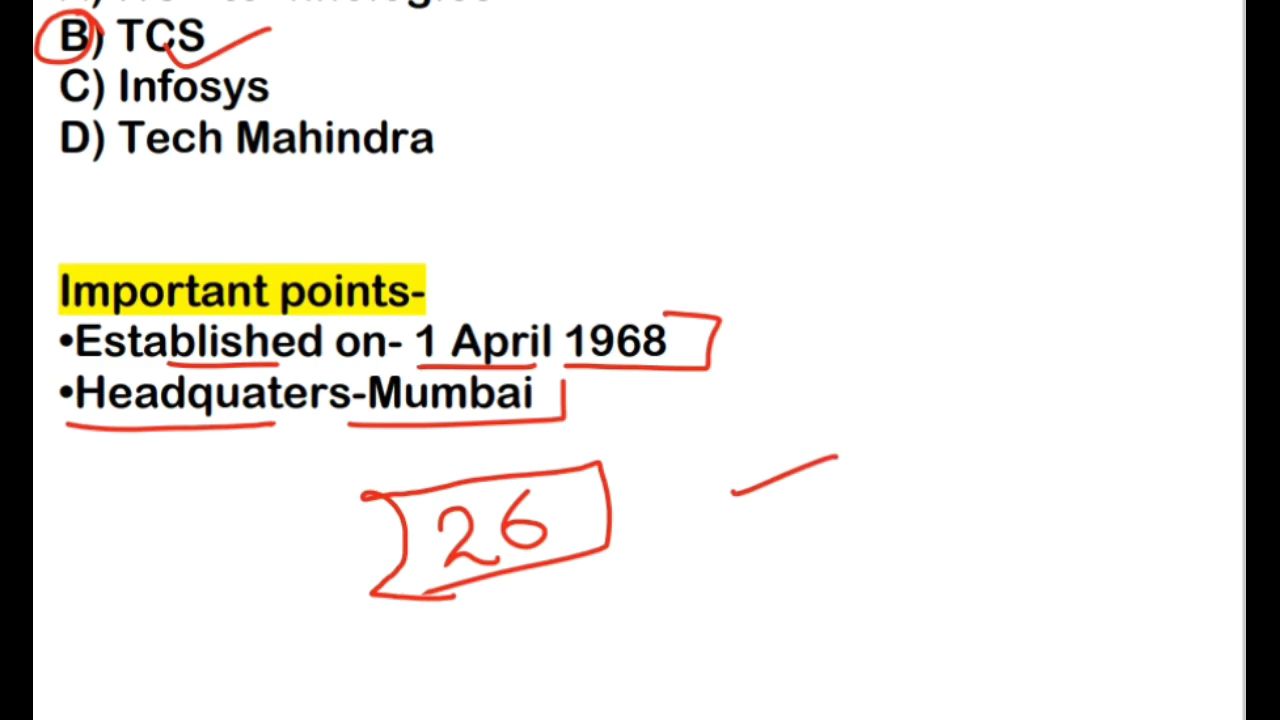 B) TCS
C) Infosys
D) Tech Mahindra
Important points-
•Established on- 1 April 1968
•Headquaters-Mumbai
26